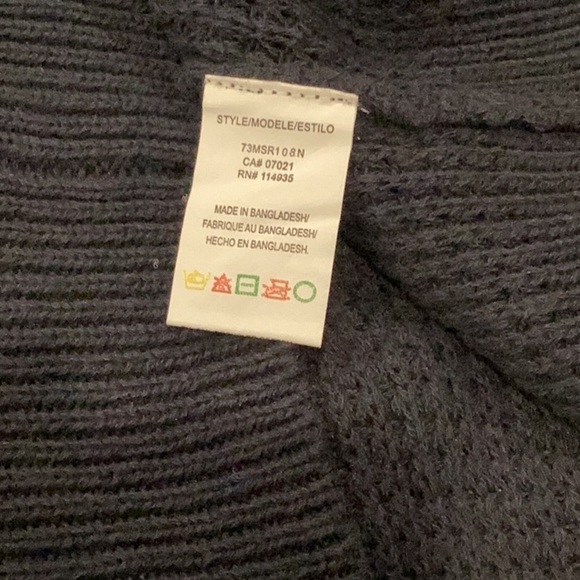 STYLE/MODELE/ESTILO
73MSR108N
CA# 07021
RN# 114935
MADE IN BANGLADESH/
FABRIQUE AU BANGLADESH/
HECHO EN BANGLADESH.